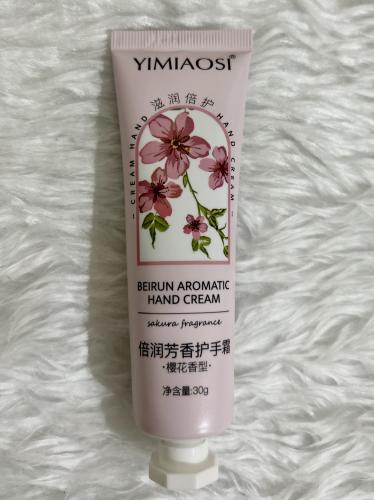 YIMIAOSI®
滋润倍护
CREAM HAND
HAND CREAM
BEIRUN AROMATIC
HAND CREAM
sakura fragrance
倍润芳香护手霜
·樱花香型·
净含量:30g